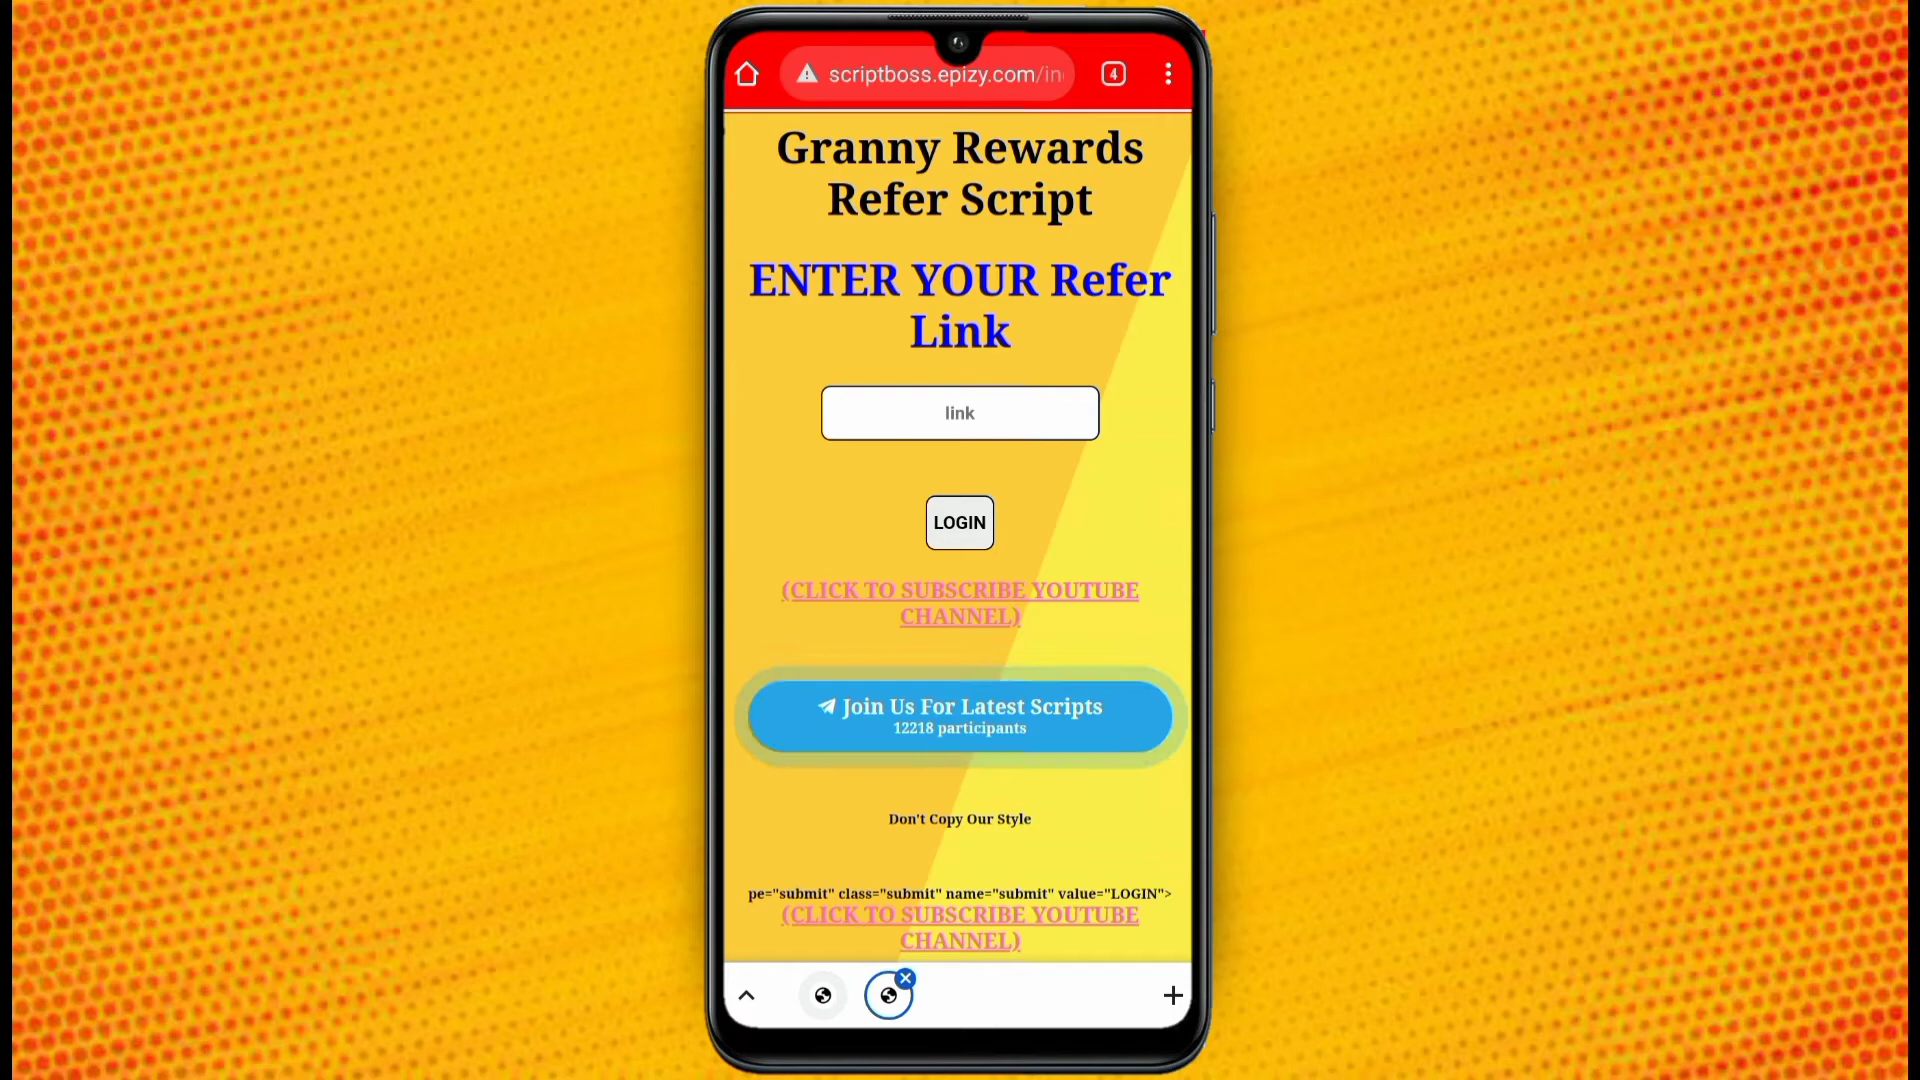 scriptboss.epizy.com/in
4
Granny Rewards
Refer Script
ENTER YOUR Refer
Link
link
LOGIN
(CLICK TO SUBSCRIBE YOUTUBE
CHANNEL)
Join Us For Latest Scripts
12218 participants
Don't Copy Our Style
pe="submit" class="submit" name="submit" value="LOGIN">
(CLICK TO SUBSCRIBE YOUTUBE
CHANNEL)